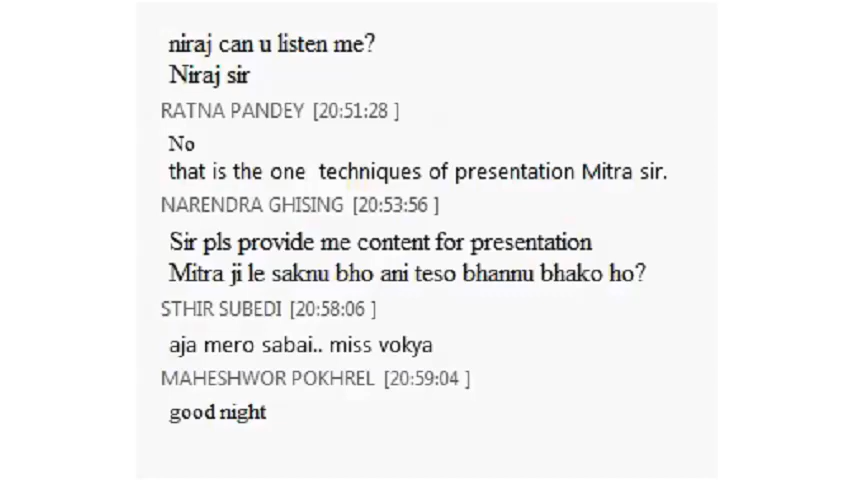 niraj can u listen me?
Niraj sir
RATNA PANDEY [20:51:28 ]
No
that is the one  techniques of presentation Mitra sir.
NARENDRA GHISING [20:53:56 ]
Sir pls provide me content for presentation
Mitra ji le saknu bho ani teso bhannu bhako ho?
STHIR SUBEDI [20:58:06 ]
aja mero sabai.. miss vokya
MAHESHWOR POKHREL [20:59:04 ]
good night